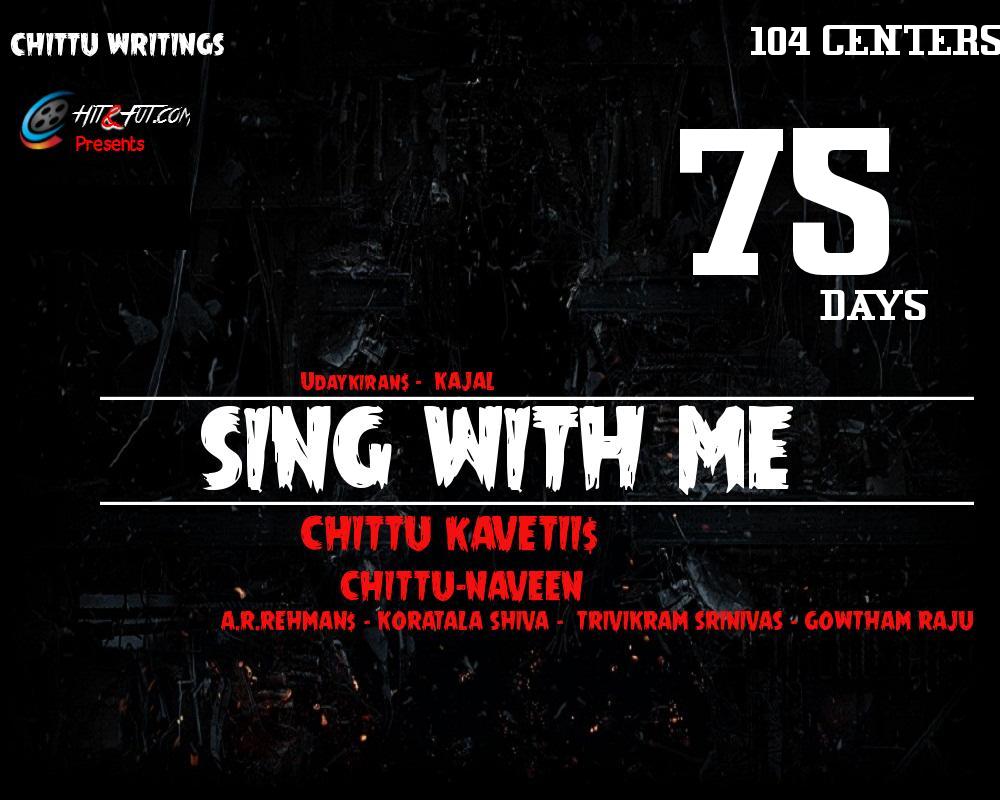 CHITTU WRITINGS
104 CENTERS
HIT&FUT.COM
Presents
75
DAYS
UDAYKIRAN$ - KAJAL
SING WITH ME
CHITTU KAVETII$
CHITTU-NAVEEN
A.R.REHMAN$ - KORATALA SHIVA - TRIVIKRAM SRINIVAS - GOWTHAM RAJU